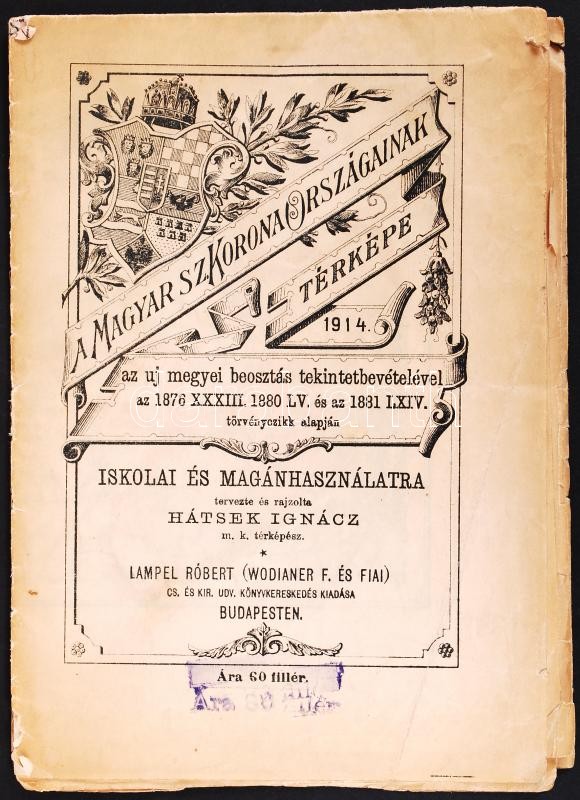 A MAGYAR SZ KORONA ORSZÁGAINAK
TÉRKÉPE
1914.
az uj megyei beosztás tekintetbevételével
az 1876 XXXIII. 1880 LV. és az 1881 LXIV.
törvényczikk alapján
ISKOLAI ÉS MAGÁNHASZNÁLATRA
tervezte és rajzolta
HÁTSEK IGNÁCZ
m. k. térképész.
*
LAMPEL RÓBERT (WODIANER F. ÉS FIAI)
CS. ÉS KIR. UDV. KÖNYVKERESKEDÉS KIADÁSA
BUDAPESTEN.
Ára 60 fillér.
Ára